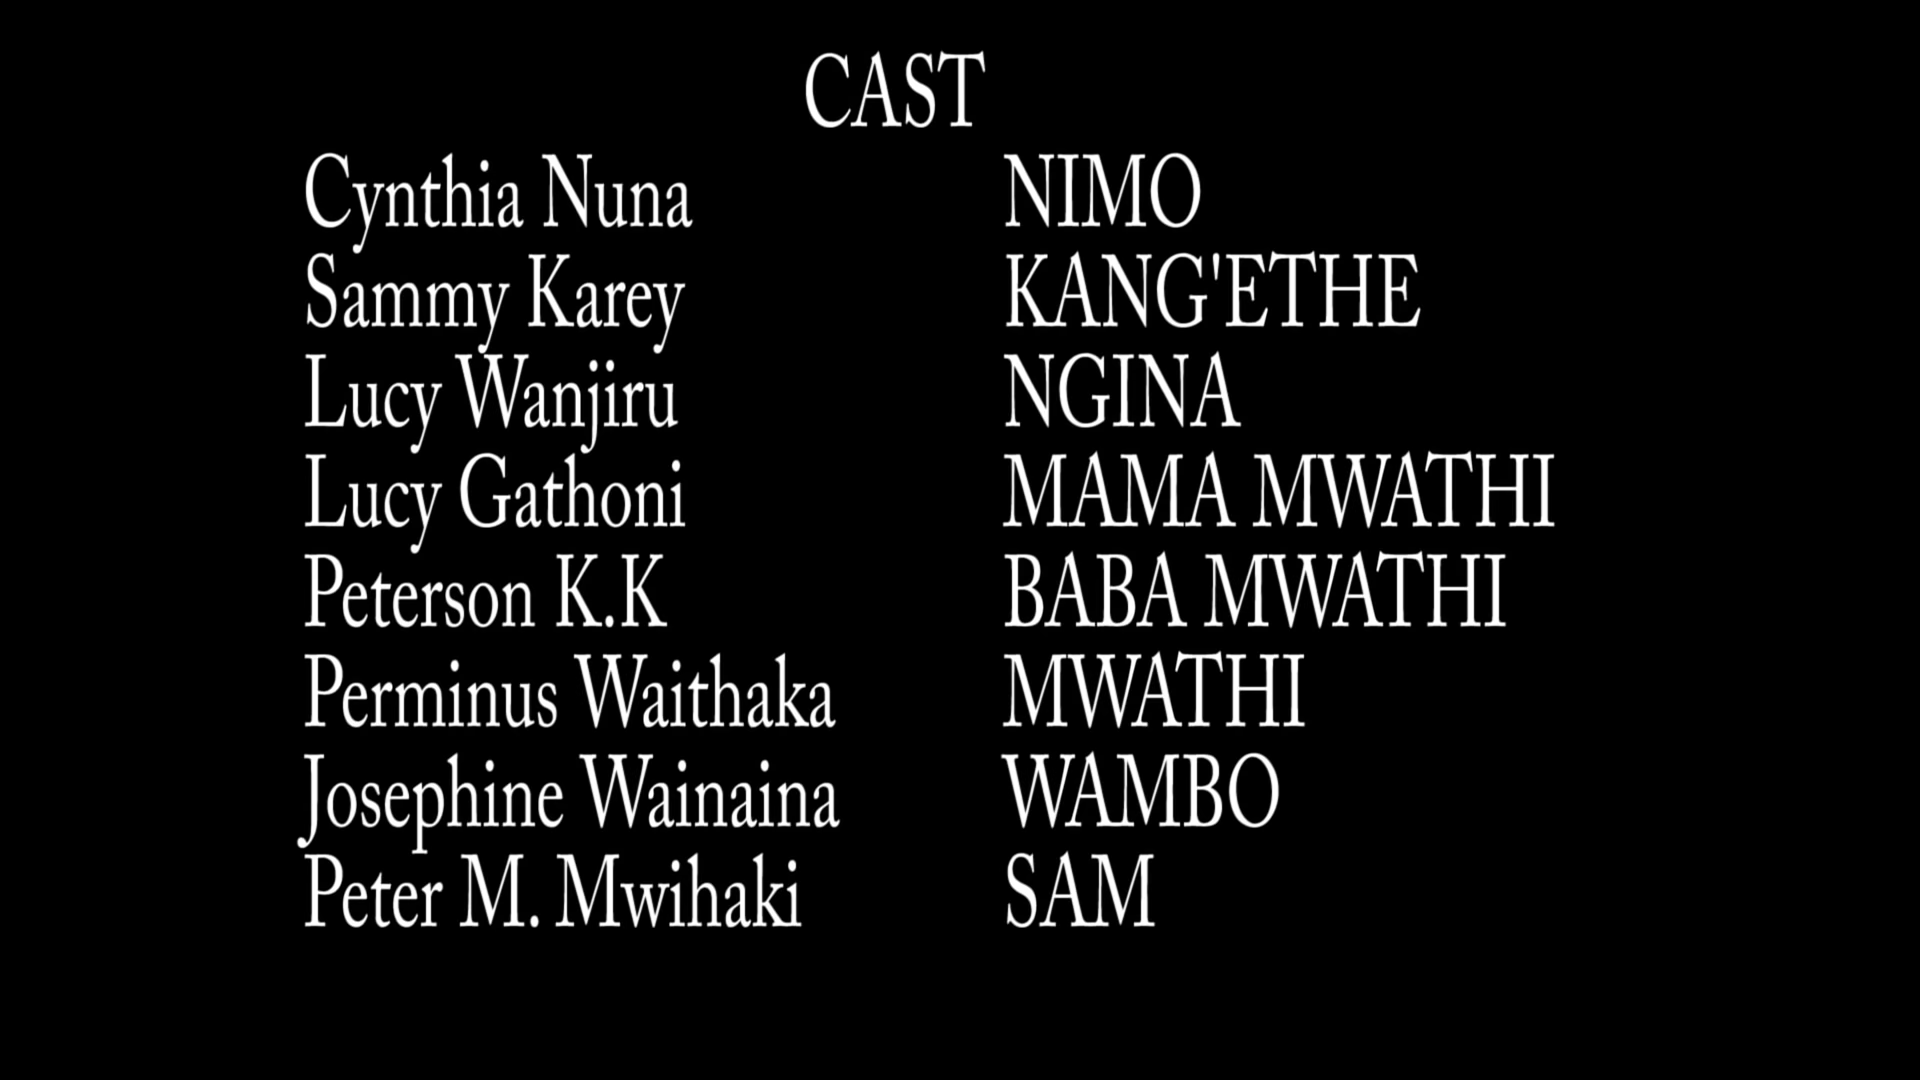 CAST
Cynthia Nuna NIMO
Sammy Karey KANG'ETHE
Lucy Wanjiru NGINA
Lucy Gathoni MAMA MWATHI
Peterson K.K BABA MWATHI
Perminus Waithaka MWATHI
Josephine Wainaina WAMBO
Peter M. Mwihaki SAM